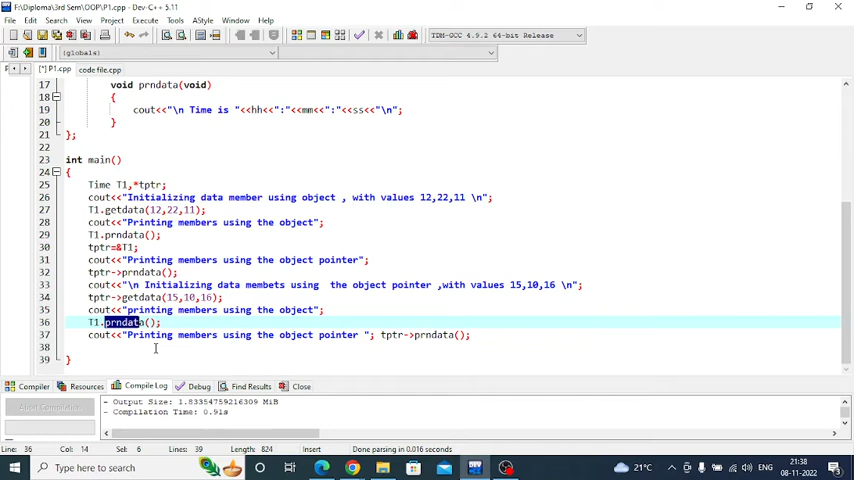 F:\Diploma\3rd Sem\OOP\P1.cpp - Dev-C++ 5.11
File Edit Search View Project Execute Tools AStyle Window Help
TDM-GCC 4.9.2 64-bit Release
(globals)
[*] P1.cpp code file.cpp
17 void prndata(void)
18 {
19 cout<<"\n Time is "<<hh<<":"<<mm<<":"<<ss<<"\n";
20 }
21 };
22
23 int main()
24 {
25 Time T1,*tptr;
26 cout<<"Initializing data member using object , with values 12,22,11 \n";
27 T1.getdata(12,22,11);
28 cout<<"Printing members using the object";
29 T1.prndata();
30 tptr=&T1;
31 cout<<"Printing members using the object pointer";
32 tptr->prndata();
33 cout<<"\n Initializing data membets using  the object pointer ,with values 15,10,16 \n";
34 tptr->getdata(15,10,16);
35 cout<<"printing members using the object";
36 T1.prndata();
37 cout<<"Printing members using the object pointer "; tptr->prndata();
38
39 }
Compiler Resources Compile Log Debug Find Results Close
Abort Compilation
- Output Size: 1.83354759216309 MiB
- Compilation Time: 0.91s
Line: 36 Col: 14 Sel: 6 Lines: 39 Length: 824 Insert Done parsing in 0.016 seconds
Type here to search
21°C
ENG
21:38
08-11-2022